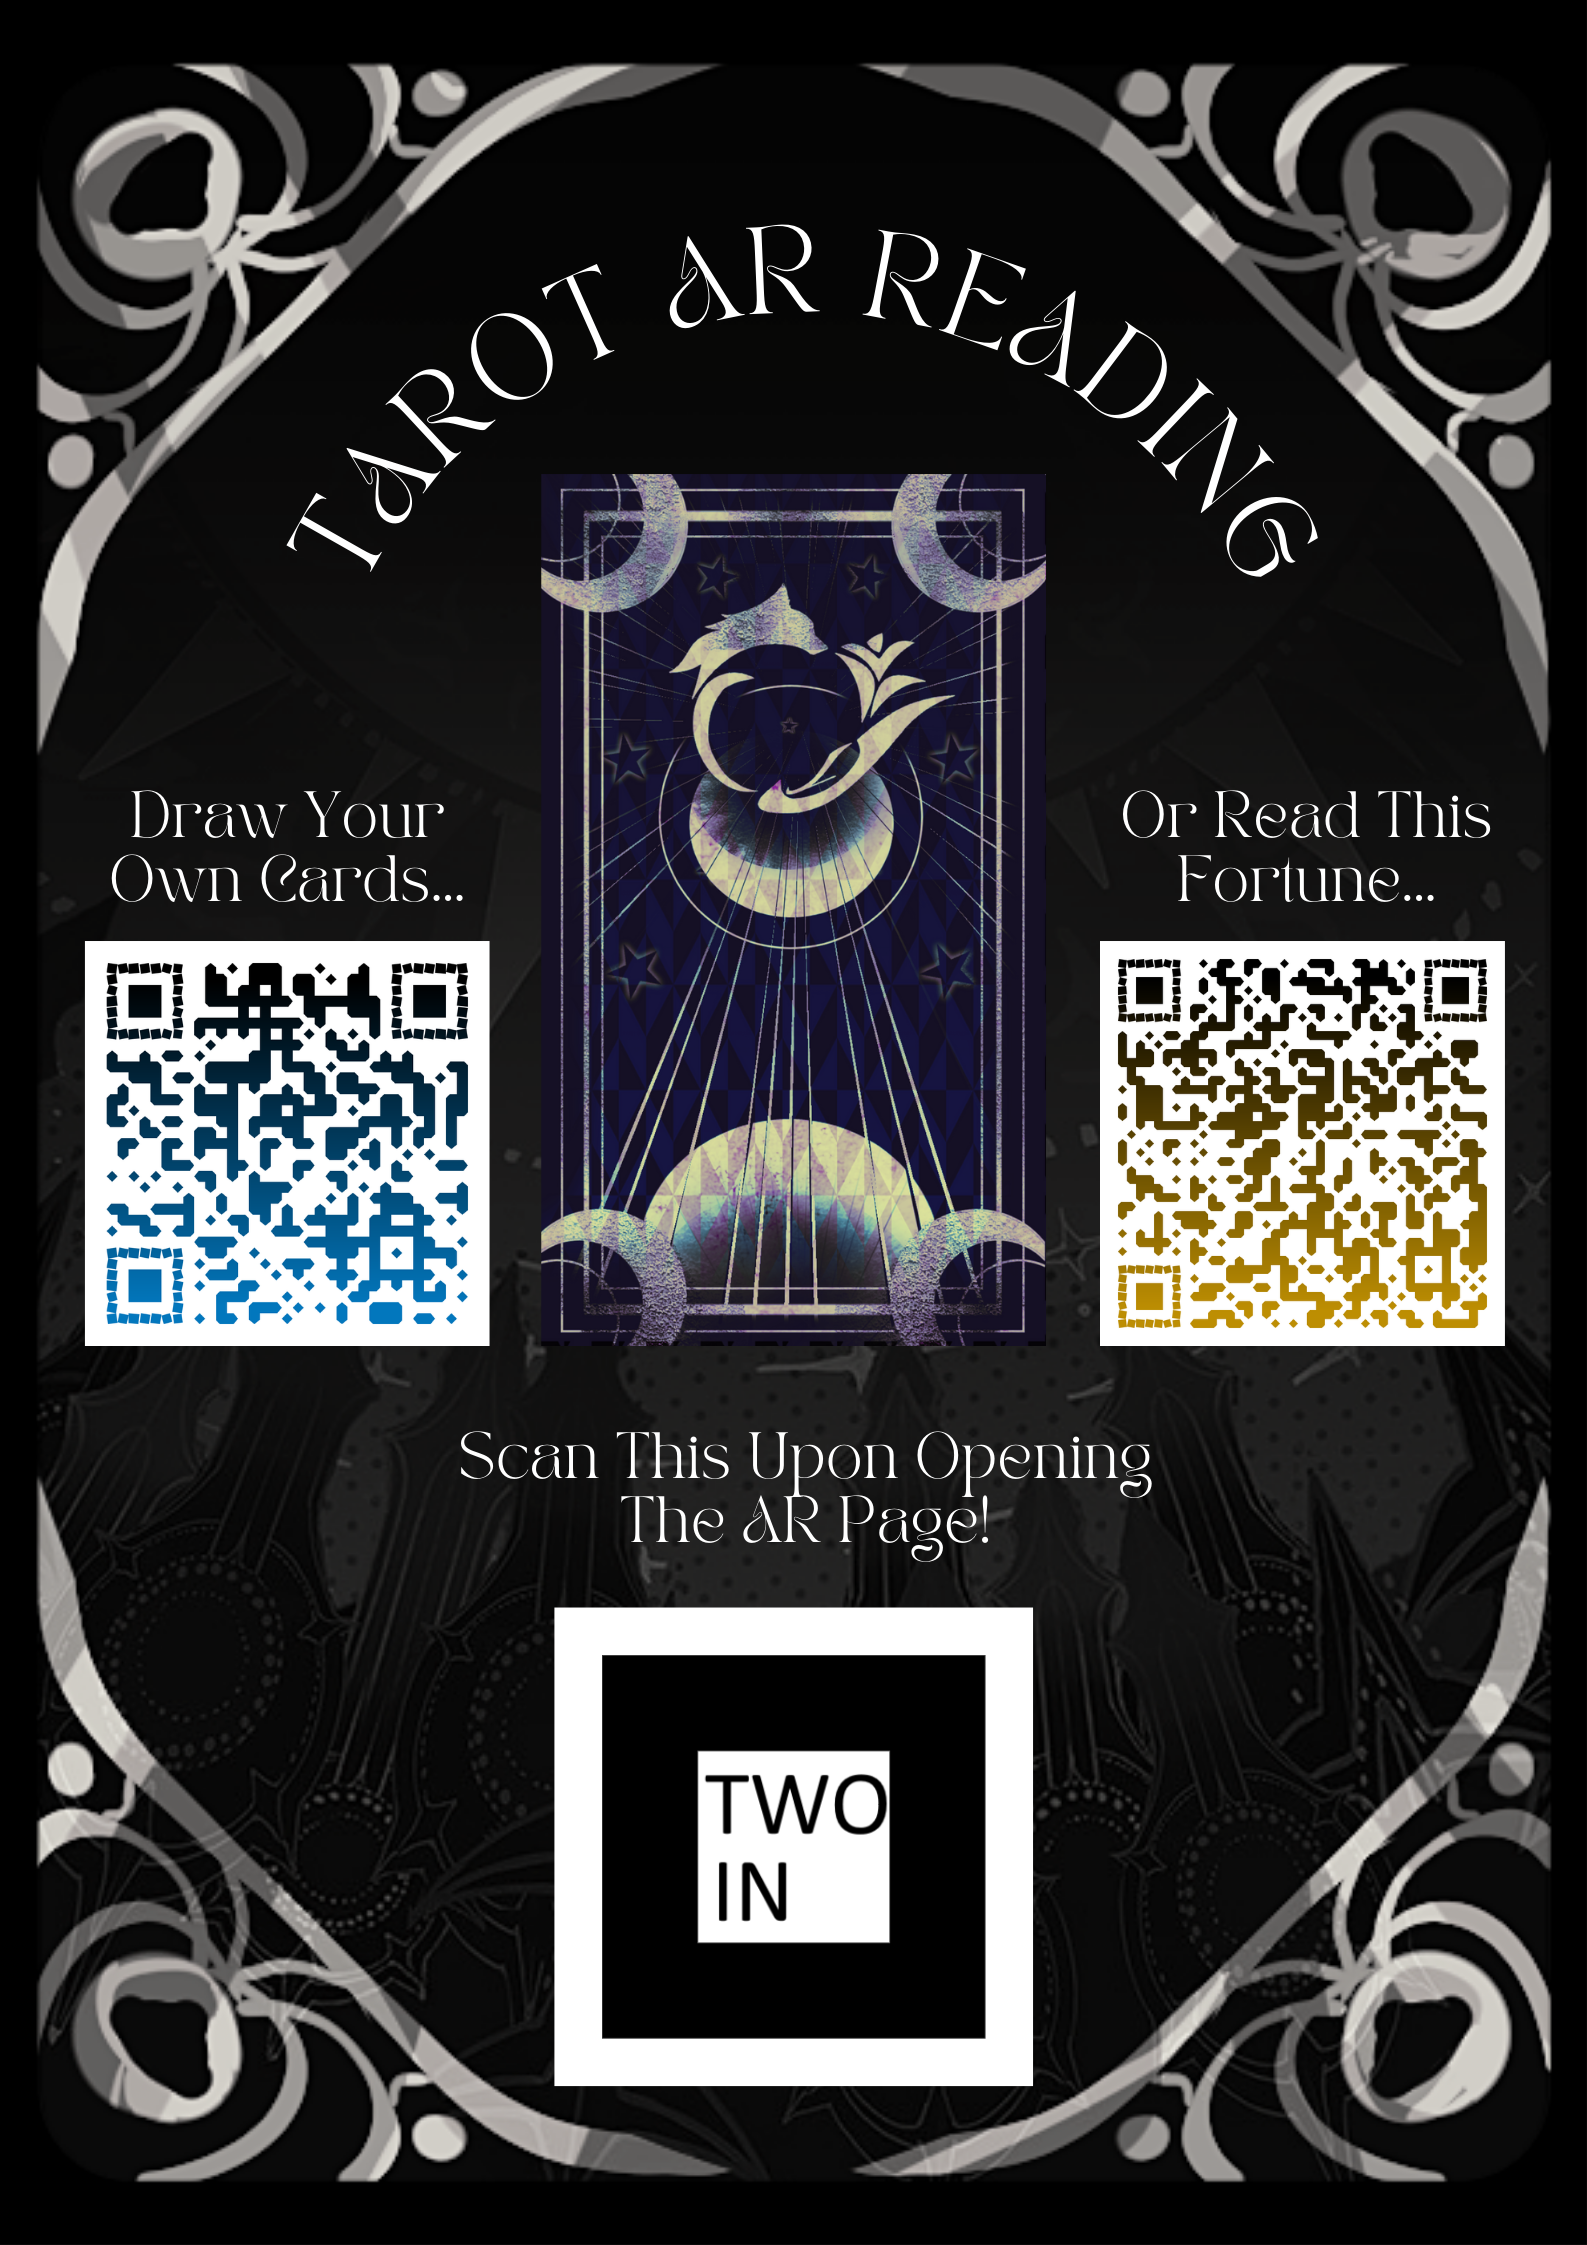 TAROT AR READING
Draw Your
Own Cards...
Or Read This
Fortune...
Scan This Upon Opening
The AR Page!
TWO
IN